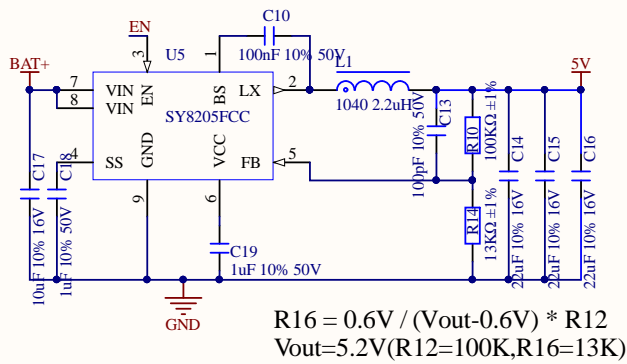 EN
C10
100nF 10% 50V
U5
BAT+
5V
L1
1040 2.2uH
3
1
7
8
2
VIN
VIN
EN
BS
LX
SY8205FCC
4
SS
GND
VCC
FB
5
9
6
C17
10uF 10% 16V
C18
1uF 10% 50V
C19
1uF 10% 50V
C13
100pF 10% 50V
R10
100KΩ ±1%
R14
13KΩ ±1%
C14
22uF 10% 16V
C15
22uF 10% 16V
C16
22uF 10% 16V
GND
R16 = 0.6V / (Vout-0.6V) * R12
Vout=5.2V(R12=100K,R16=13K)